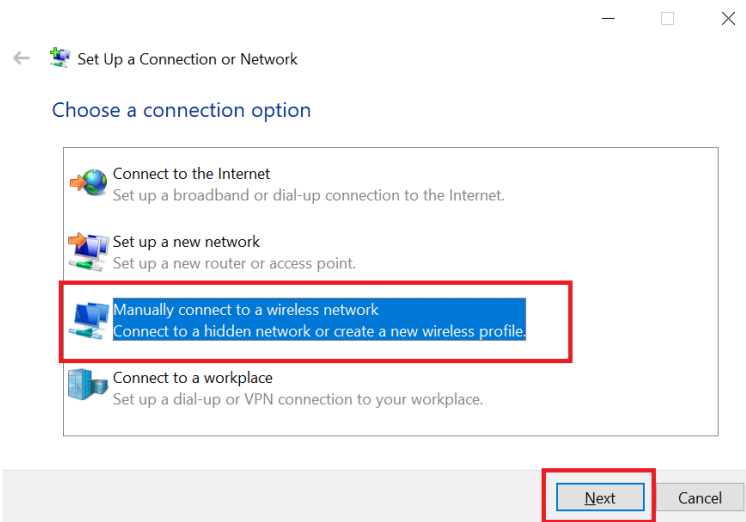 Set Up a Connection or Network
Choose a connection option
Connect to the Internet
Set up a broadband or dial-up connection to the Internet.
Set up a new network
Set up a new router or access point.
Manually connect to a wireless network
Connect to a hidden network or create a new wireless profile.
Connect to a workplace
Set up a dial-up or VPN connection to your workplace.
Next Cancel